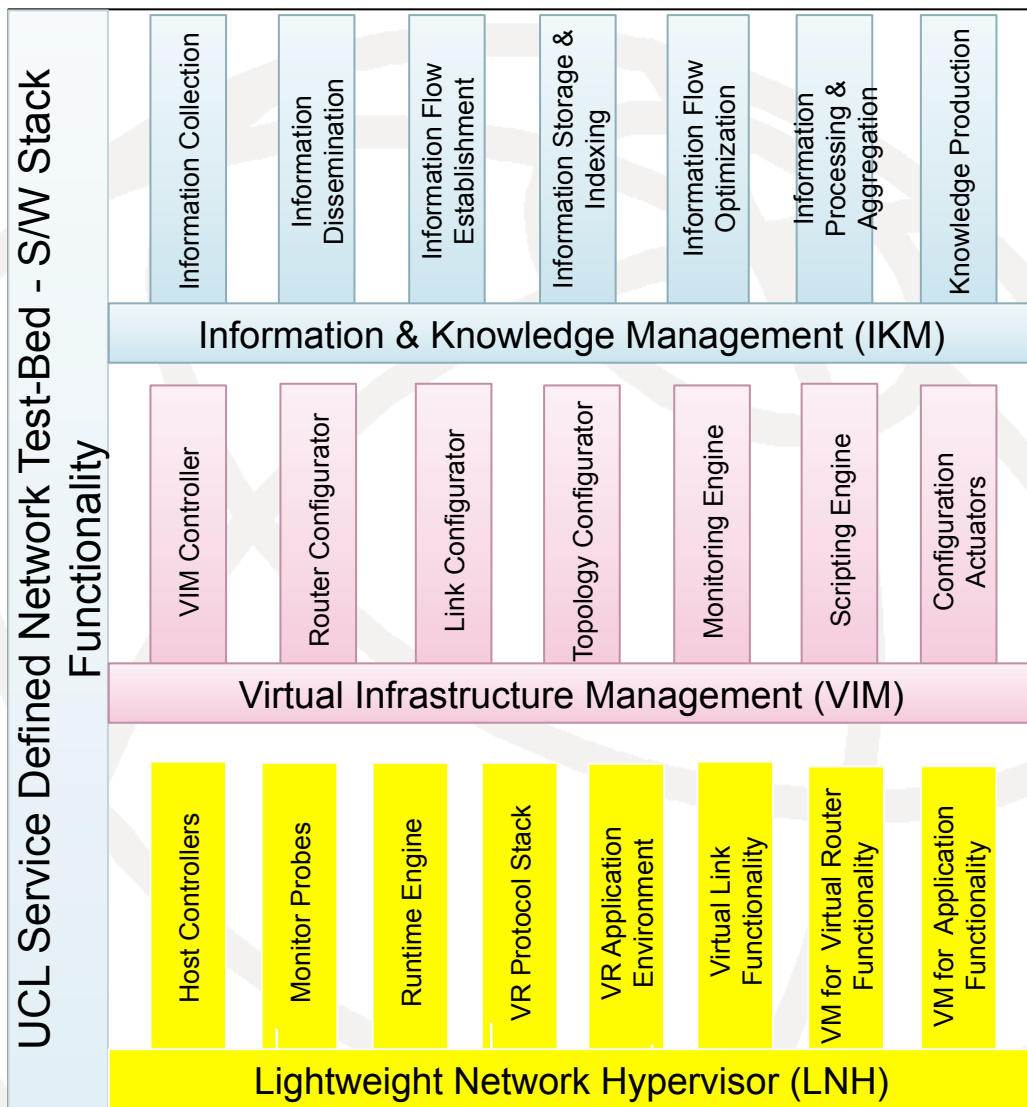 UCL Service Defined Network Test-Bed - S/W Stack
Functionality
Information Collection
Information
Dissemination
Information Flow
Establishment
Information Storage &
Indexing
Information Flow
Optimization
Information
Processing &
Aggregation
Knowledge Production
Information & Knowledge Management (IKM)
VIM Controller
Router Configurator
Link Configurator
Topology Configurator
Monitoring Engine
Scripting Engine
Configuration
Actuators
Virtual Infrastructure Management (VIM)
Host Controllers
Monitor Probes
Runtime Engine
VR Protocol Stack
VR Application
Environment
Virtual Link
Functionality
VM for Virtual Router
Functionality
VM for Application
Functionality
Lightweight Network Hypervisor (LNH)